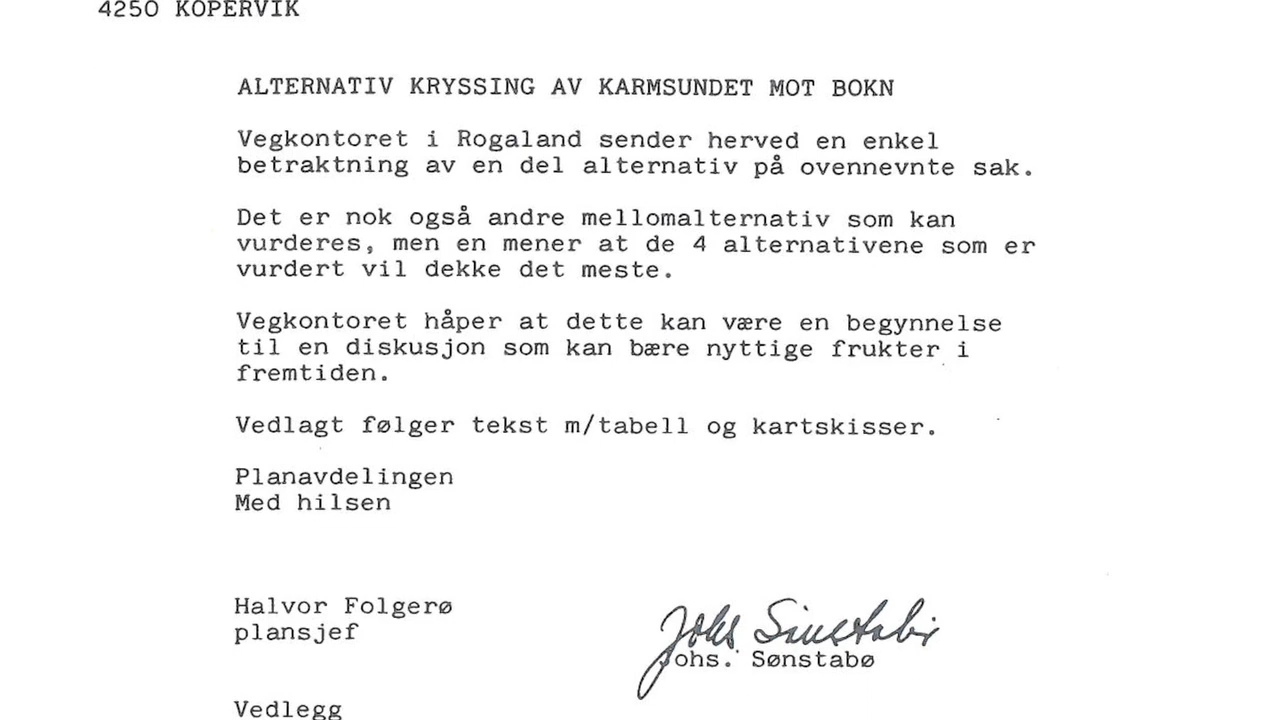 4250 KOPERVIK
ALTERNATIV KRYSSING AV KARMSUNDET MOT BOKN
Vegkontoret i Rogaland sender herved en enkel
betraktning av en del alternativ på ovennevnte sak.
Det er nok også andre mellomalternativ som kan
vurderes, men en mener at de 4 alternativene som er
vurdert vil dekke det meste.
Vegkontoret håper at dette kan være en begynnelse
til en diskusjon som kan bære nyttige frukter i
fremtiden.
Vedlagt følger tekst m/tabell og kartskisser.
Planavdelingen
Med hilsen
Johs Sønstabø
Halvor Folgerø
plansjef
Johs. Sønstabø
Vedlegg